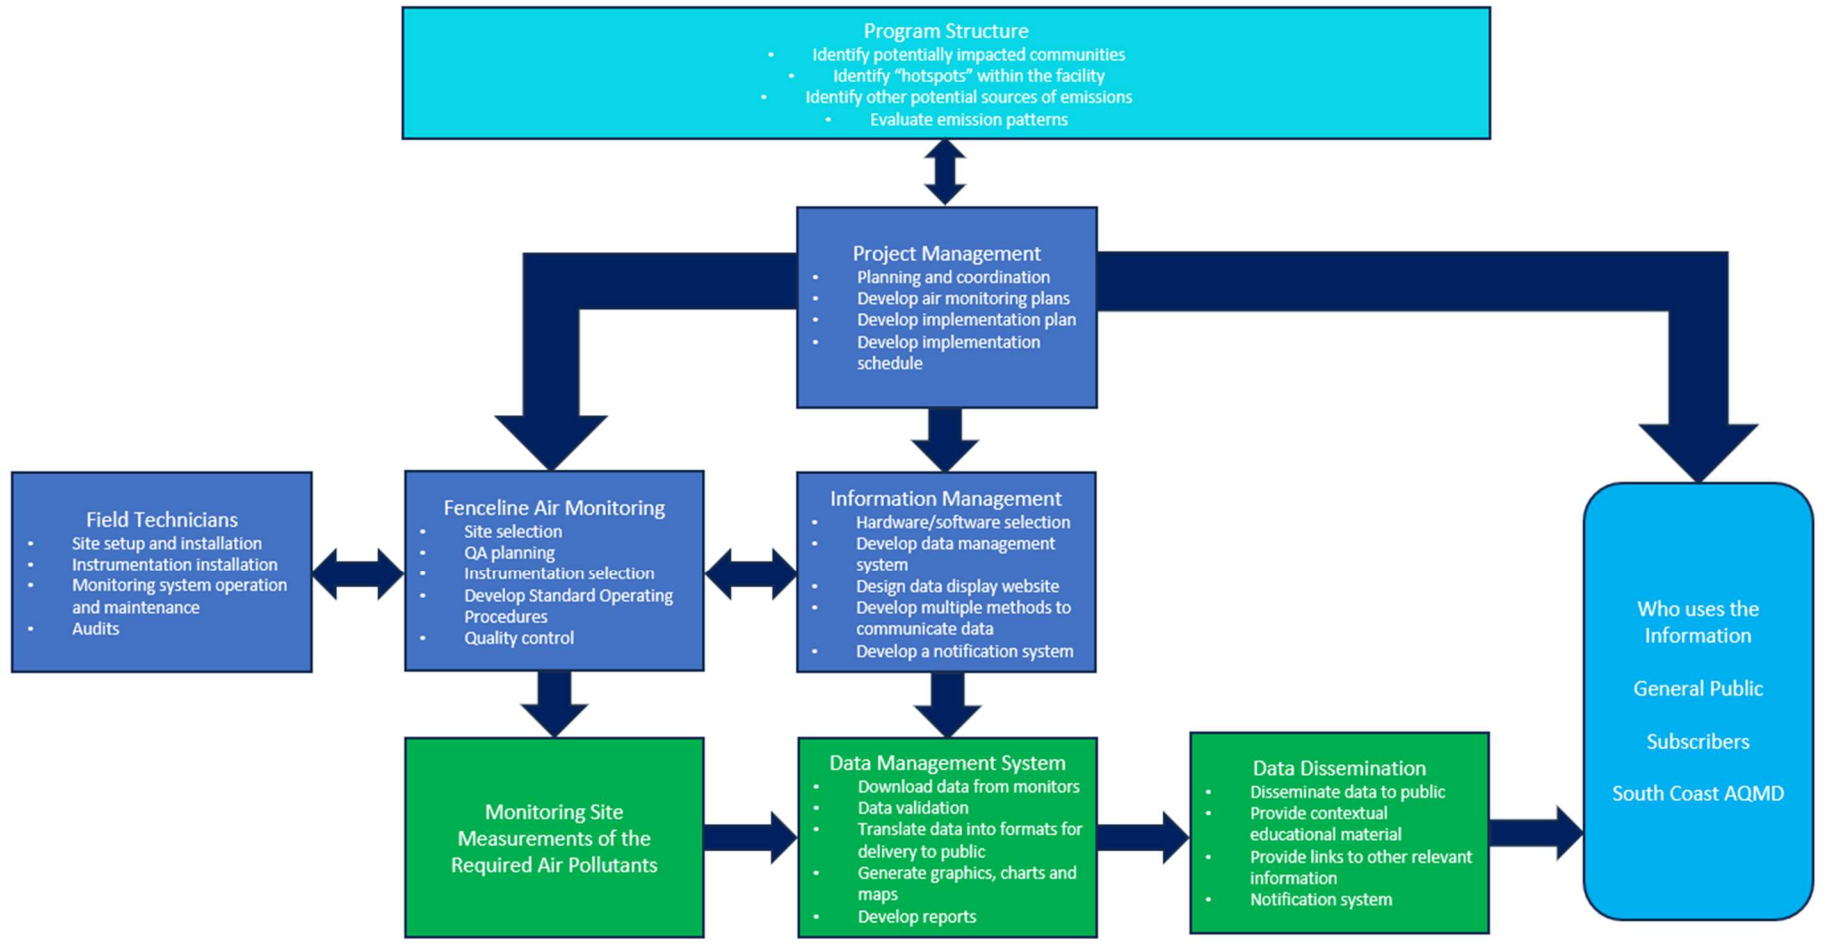 Program Structure
• Identify potentially impacted communities
• Identify “hotspots” within the facility
• Identify other potential sources of emissions
• Evaluate emission patterns
Project Management
• Planning and coordination
• Develop air monitoring plans
• Develop implementation plan
• Develop implementation
schedule
Field Technicians
• Site setup and installation
• Instrumentation installation
• Monitoring system operation
and maintenance
• Audits
Fenceline Air Monitoring
• Site selection
• QA planning
• Instrumentation selection
• Develop Standard Operating
Procedures
• Quality control
Information Management
• Hardware/software selection
• Develop data management
system
• Design data display website
• Develop multiple methods to
communicate data
• Develop a notification system
Who uses the
Information
General Public
Subscribers
South Coast AQMD
Monitoring Site
Measurements of the
Required Air Pollutants
Data Management System
• Download data from monitors
• Data validation
• Translate data into formats for
delivery to public
• Generate graphics, charts and
maps
• Develop reports
Data Dissemination
• Disseminate data to public
• Provide contextual
educational material
• Provide links to other relevant
information
• Notification system